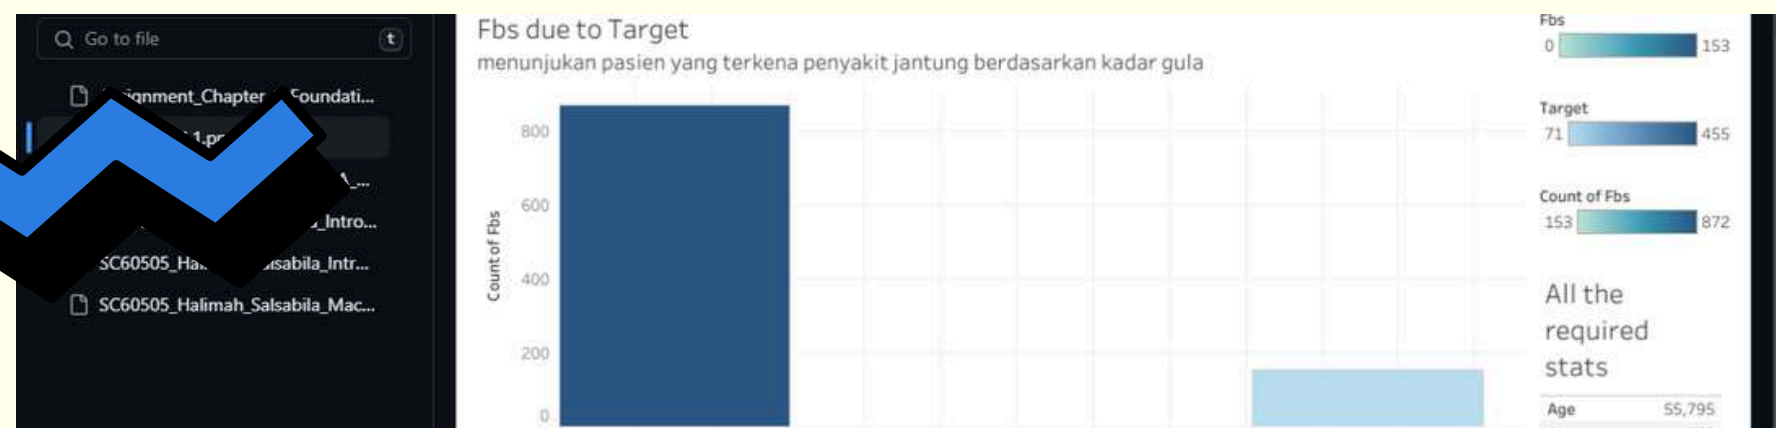 Go to file
t
Foundati...
SC60505_Halimah_Salsabila_Mac...
Fbs due to Target
menunjukan pasien yang terkena penyakit jantung berdasarkan kadar gula
Count of Fbs
800
600
400
200
0
Fbs
0 153
Target
71 455
Count of Fbs
153 872
All the
required
stats
Age 55,795